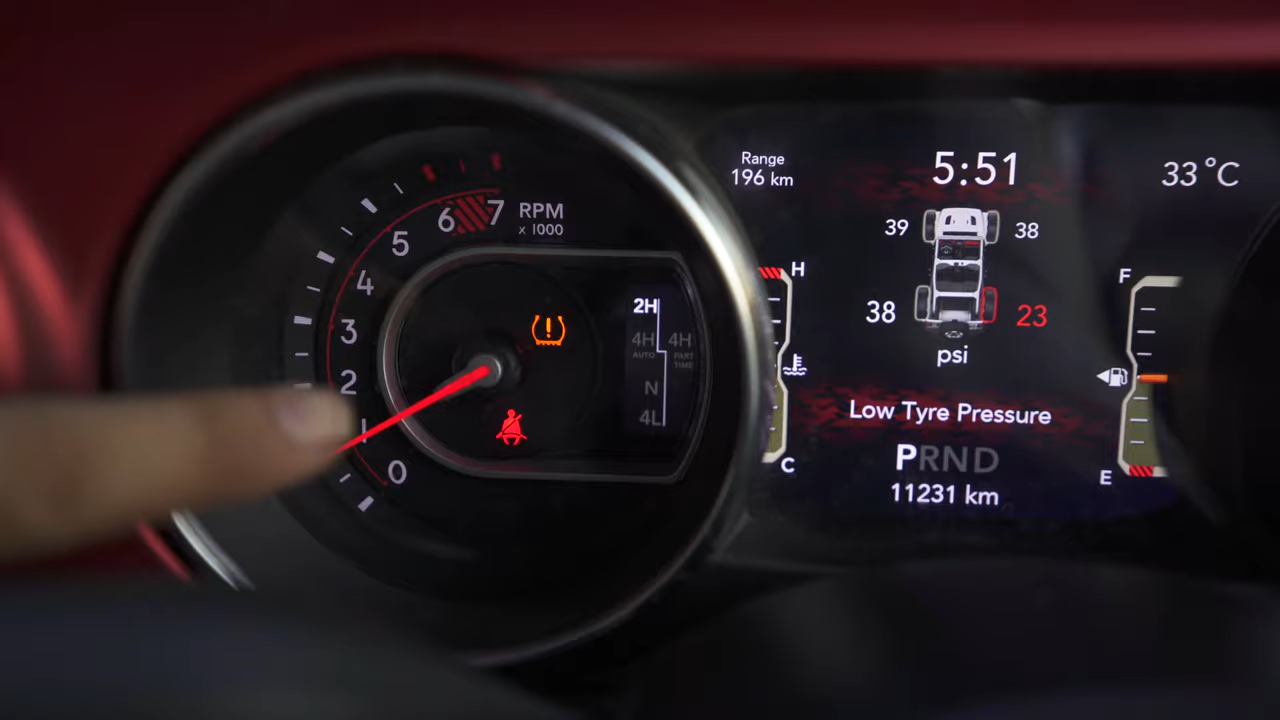 7
6
5
4
3
2
1
0
RPM
x 1000
2H
4H 4H
AUTO PART
TIME
N
4L
Range
196 km
5:51
33°C
39 38
38 23
psi
Low Tyre Pressure
PRND
11231 km
H
C
F
E